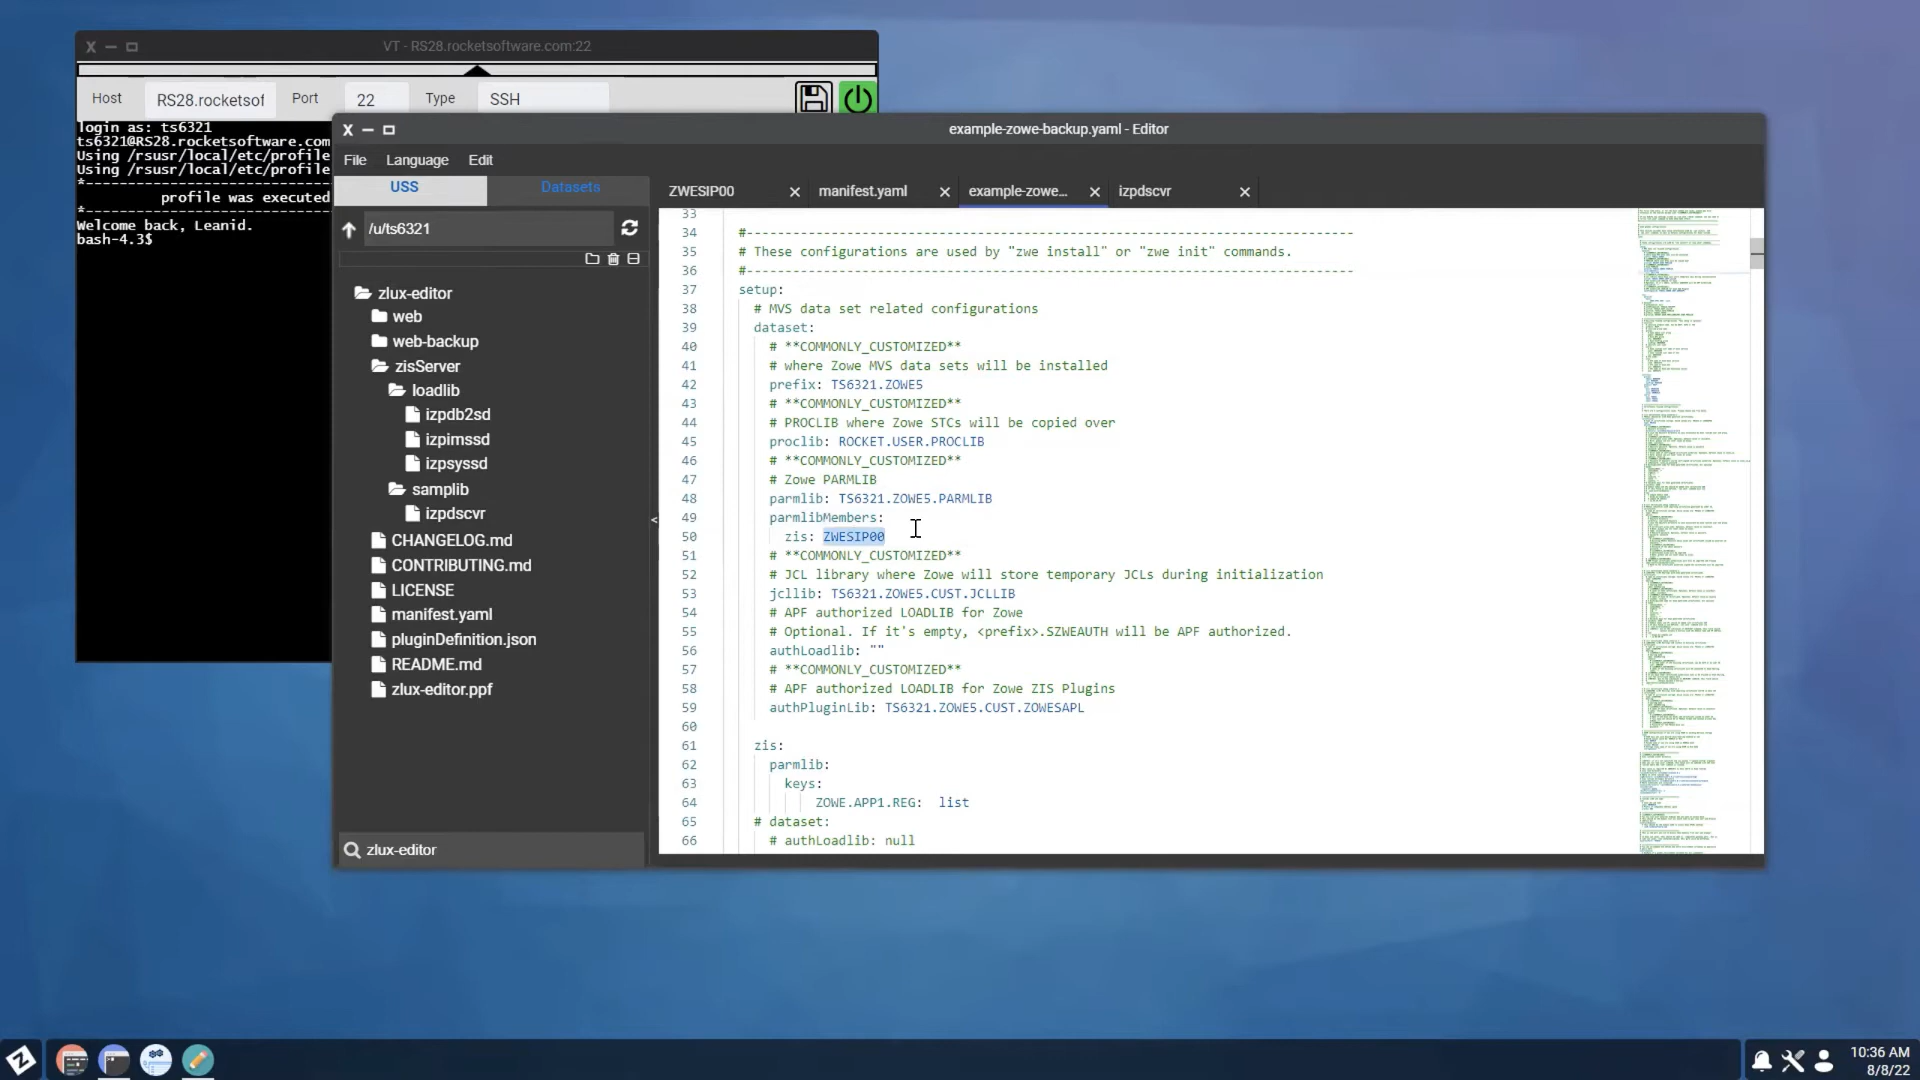 X
VT - RS28.rocketsoftware.com:22
Host RS28.rocketsof Port 22 Type SSH
login as: ts6321
ts6321@RS28.rocketsoftware.com
Using /rsusr/local/etc/profile
Using /rsusr/local/etc/profile
*----------------------------------
profile was executed
*----------------------------------
Welcome back, Leanid.
bash-4.3$
X
example-zowe-backup.yaml - Editor
File Language Edit
USS Datasets
/u/ts6321
zlux-editor
web
web-backup
zisServer
loadlib
izpdb2sd
izpimssd
izpsyssd
samplib
izpdscvr
CHANGELOG.md
CONTRIBUTING.md
LICENSE
manifest.yaml
pluginDefinition.json
README.md
zlux-editor.ppf
zlux-editor
<
ZWESIP00 manifest.yaml example-zowe... izpdscvr
33
34 #-------------------------------------------------------------------------------
35 # These configurations are used by "zwe install" or "zwe init" commands.
36 #-------------------------------------------------------------------------------
37 setup:
38 # MVS data set related configurations
39 dataset:
40 # **COMMONLY_CUSTOMIZED**
41 # where Zowe MVS data sets will be installed
42 prefix: TS6321.ZOWE5
43 # **COMMONLY_CUSTOMIZED**
44 # PROCLIB where Zowe STCs will be copied over
45 proclib: ROCKET.USER.PROCLIB
46 # **COMMONLY_CUSTOMIZED**
47 # Zowe PARMLIB
48 parmlib: TS6321.ZOWE5.PARMLIB
49 parmlibMembers:
50 zis: ZWESIP00
51 # **COMMONLY_CUSTOMIZED**
52 # JCL library where Zowe will store temporary JCLs during initialization
53 jcllib: TS6321.ZOWE5.CUST.JCLLIB
54 # APF authorized LOADLIB for Zowe
55 # Optional. If it's empty, <prefix>.SZWEAUTH will be APF authorized.
56 authLoadlib: ""
57 # **COMMONLY_CUSTOMIZED**
58 # APF authorized LOADLIB for Zowe ZIS Plugins
59 authPluginLib: TS6321.ZOWE5.CUST.ZOWESAPL
60
61 zis:
62 parmlib:
63 keys:
64 ZOWE.APP1.REG: list
65 # dataset:
66 # authLoadlib: null
10:36 AM
8/8/22